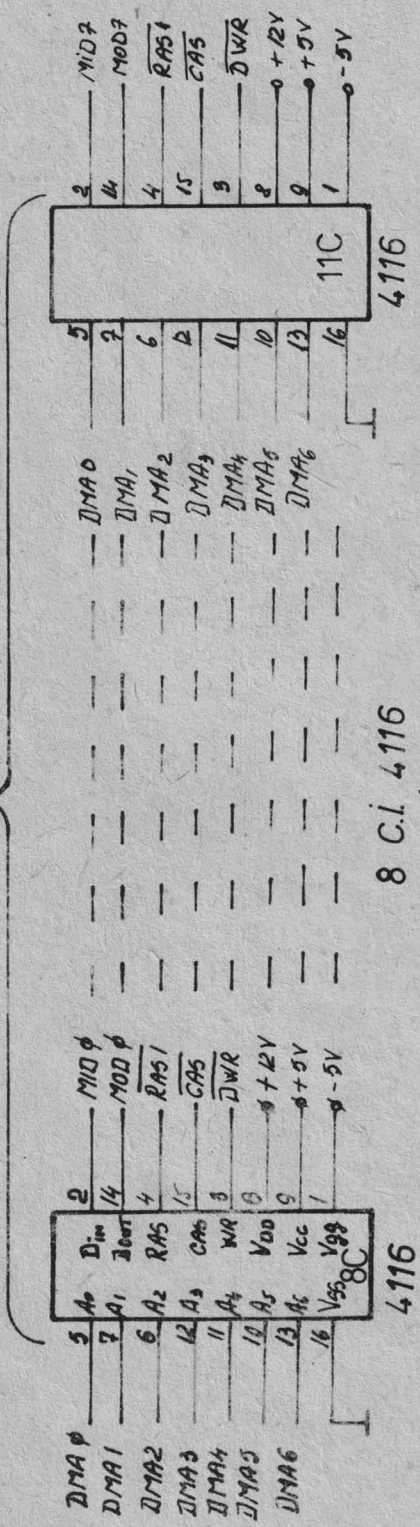 DMAφ 5 A₀ Din 2 MIDφ
DMA1 7 A₁ Dout 14 MODφ
DMA2 6 A₂ RAS 4 RAS1
DMA3 12 A₃ CAS 15 CAS
DMA4 11 A₄ WR 3 DWR
DMA5 10 A₅ VDD 8 +12V
DMA6 13 A₆ Vcc 9 +5V
16 VSS Vgg 1 -5V
8C
4116
8 C.I. 4116
DMA0 5 2 MID7
DMA₁ 7 14 MOD7
DMA₂ 6 4 RAS1
DMA₃ 12 15 CAS
DMA₄ 11 3 DWR
DMA₅ 10 8 +12V
DMA₆ 13 9 +5V
16 1 -5V
11C
4116